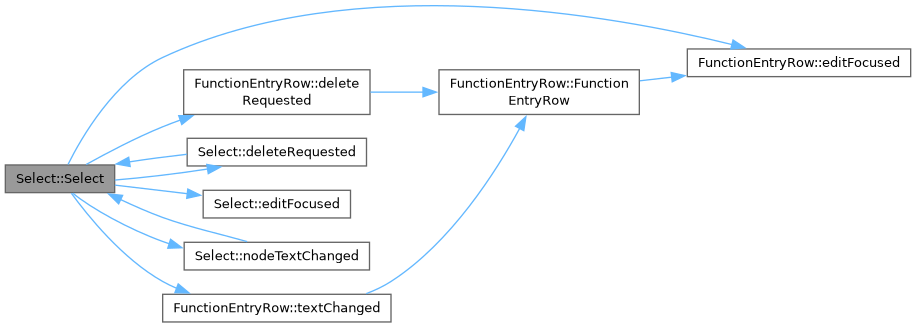 Select::Select
FunctionEntryRow::delete
Requested
Select::deleteRequested
Select::editFocused
Select::nodeTextChanged
FunctionEntryRow::textChanged
FunctionEntryRow::Function
EntryRow
FunctionEntryRow::editFocused